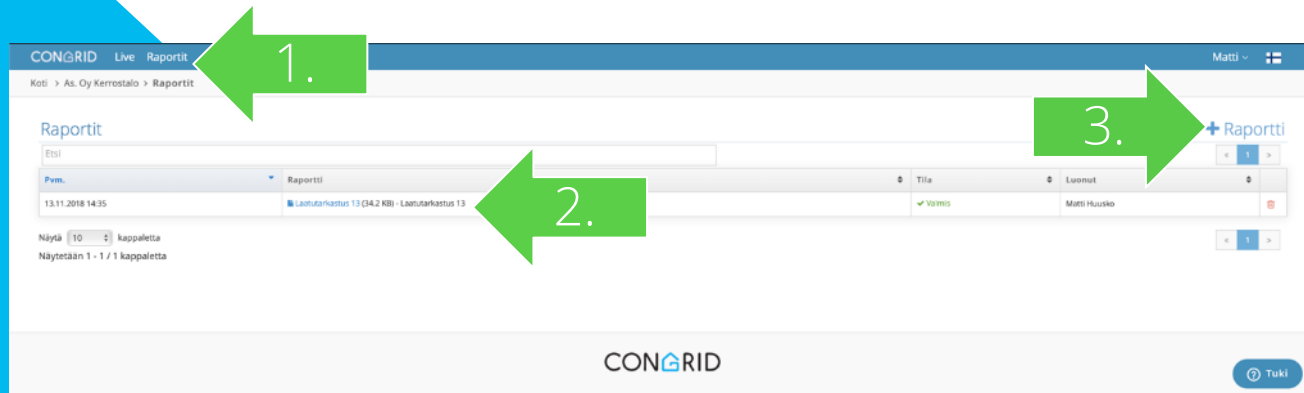 CONGRID Live Raportit
1.
Matti
Koti > As. Oy Kerrostalo > Raportit
3.
Raportit
+ Raportti
Etsi
« 1 »
Pvm. Raportti Tila Luonut
13.11.2018 14:35 Laatutarkastus 13 (34.2 KB) - Laatutarkastus 13 Valmis Matti Huusko
2.
Näytä 10 kappaletta
« 1 »
Näytetään 1 - 1 / 1 kappaletta
CONGRID
Tuki